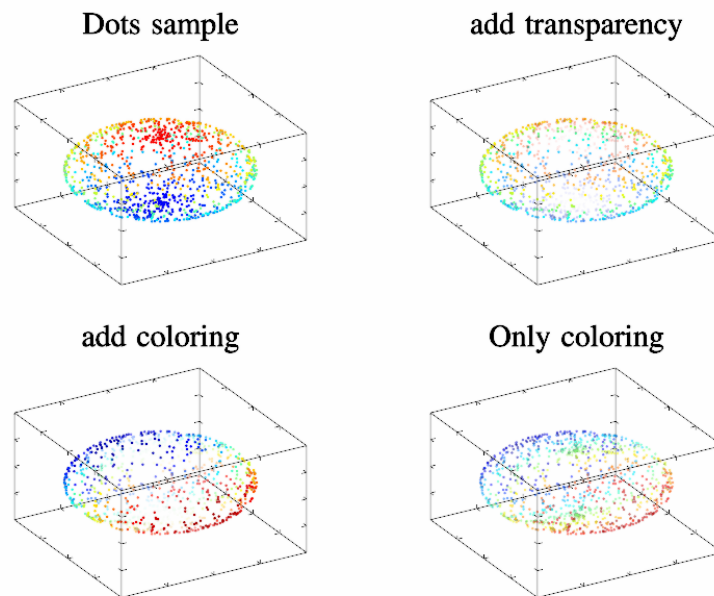 Dots sample
add transparency
add coloring
Only coloring